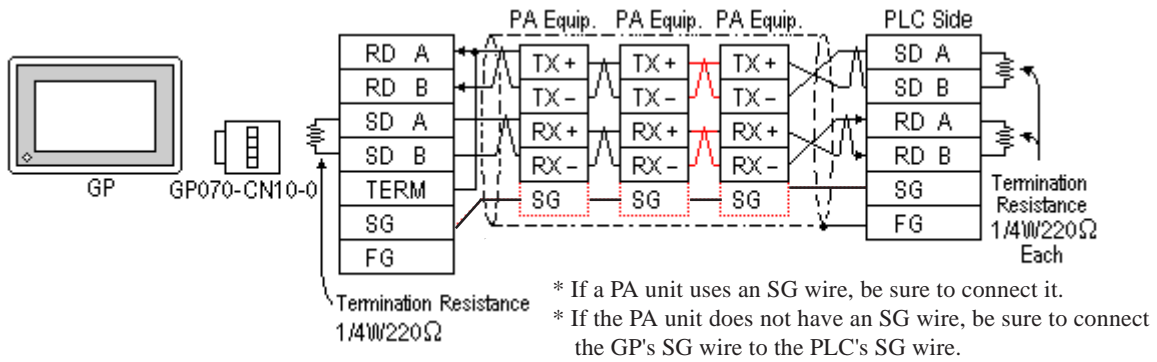 PA Equip. PA Equip. PA Equip. PLC Side
RD A TX+ TX+ TX+ SD A
RD B TX- TX- TX- SD B
SD A RX+ RX+ RX+ RD A
SD B RX- RX- RX- RD B
TERM SG SG SG SG
SG FG
FG
GP GP070-CN10-0
Termination
Resistance
1/4W220Ω
Each
Termination Resistance
1/4W220Ω
* If a PA unit uses an SG wire, be sure to connect it.
* If the PA unit does not have an SG wire, be sure to connect
the GP's SG wire to the PLC's SG wire.